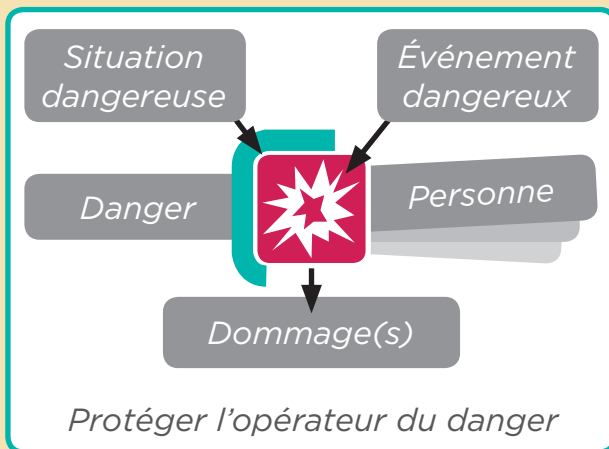 Situation
dangereuse
Événement
dangereux
Danger
Personne
Dommage(s)
Protéger l’opérateur du danger